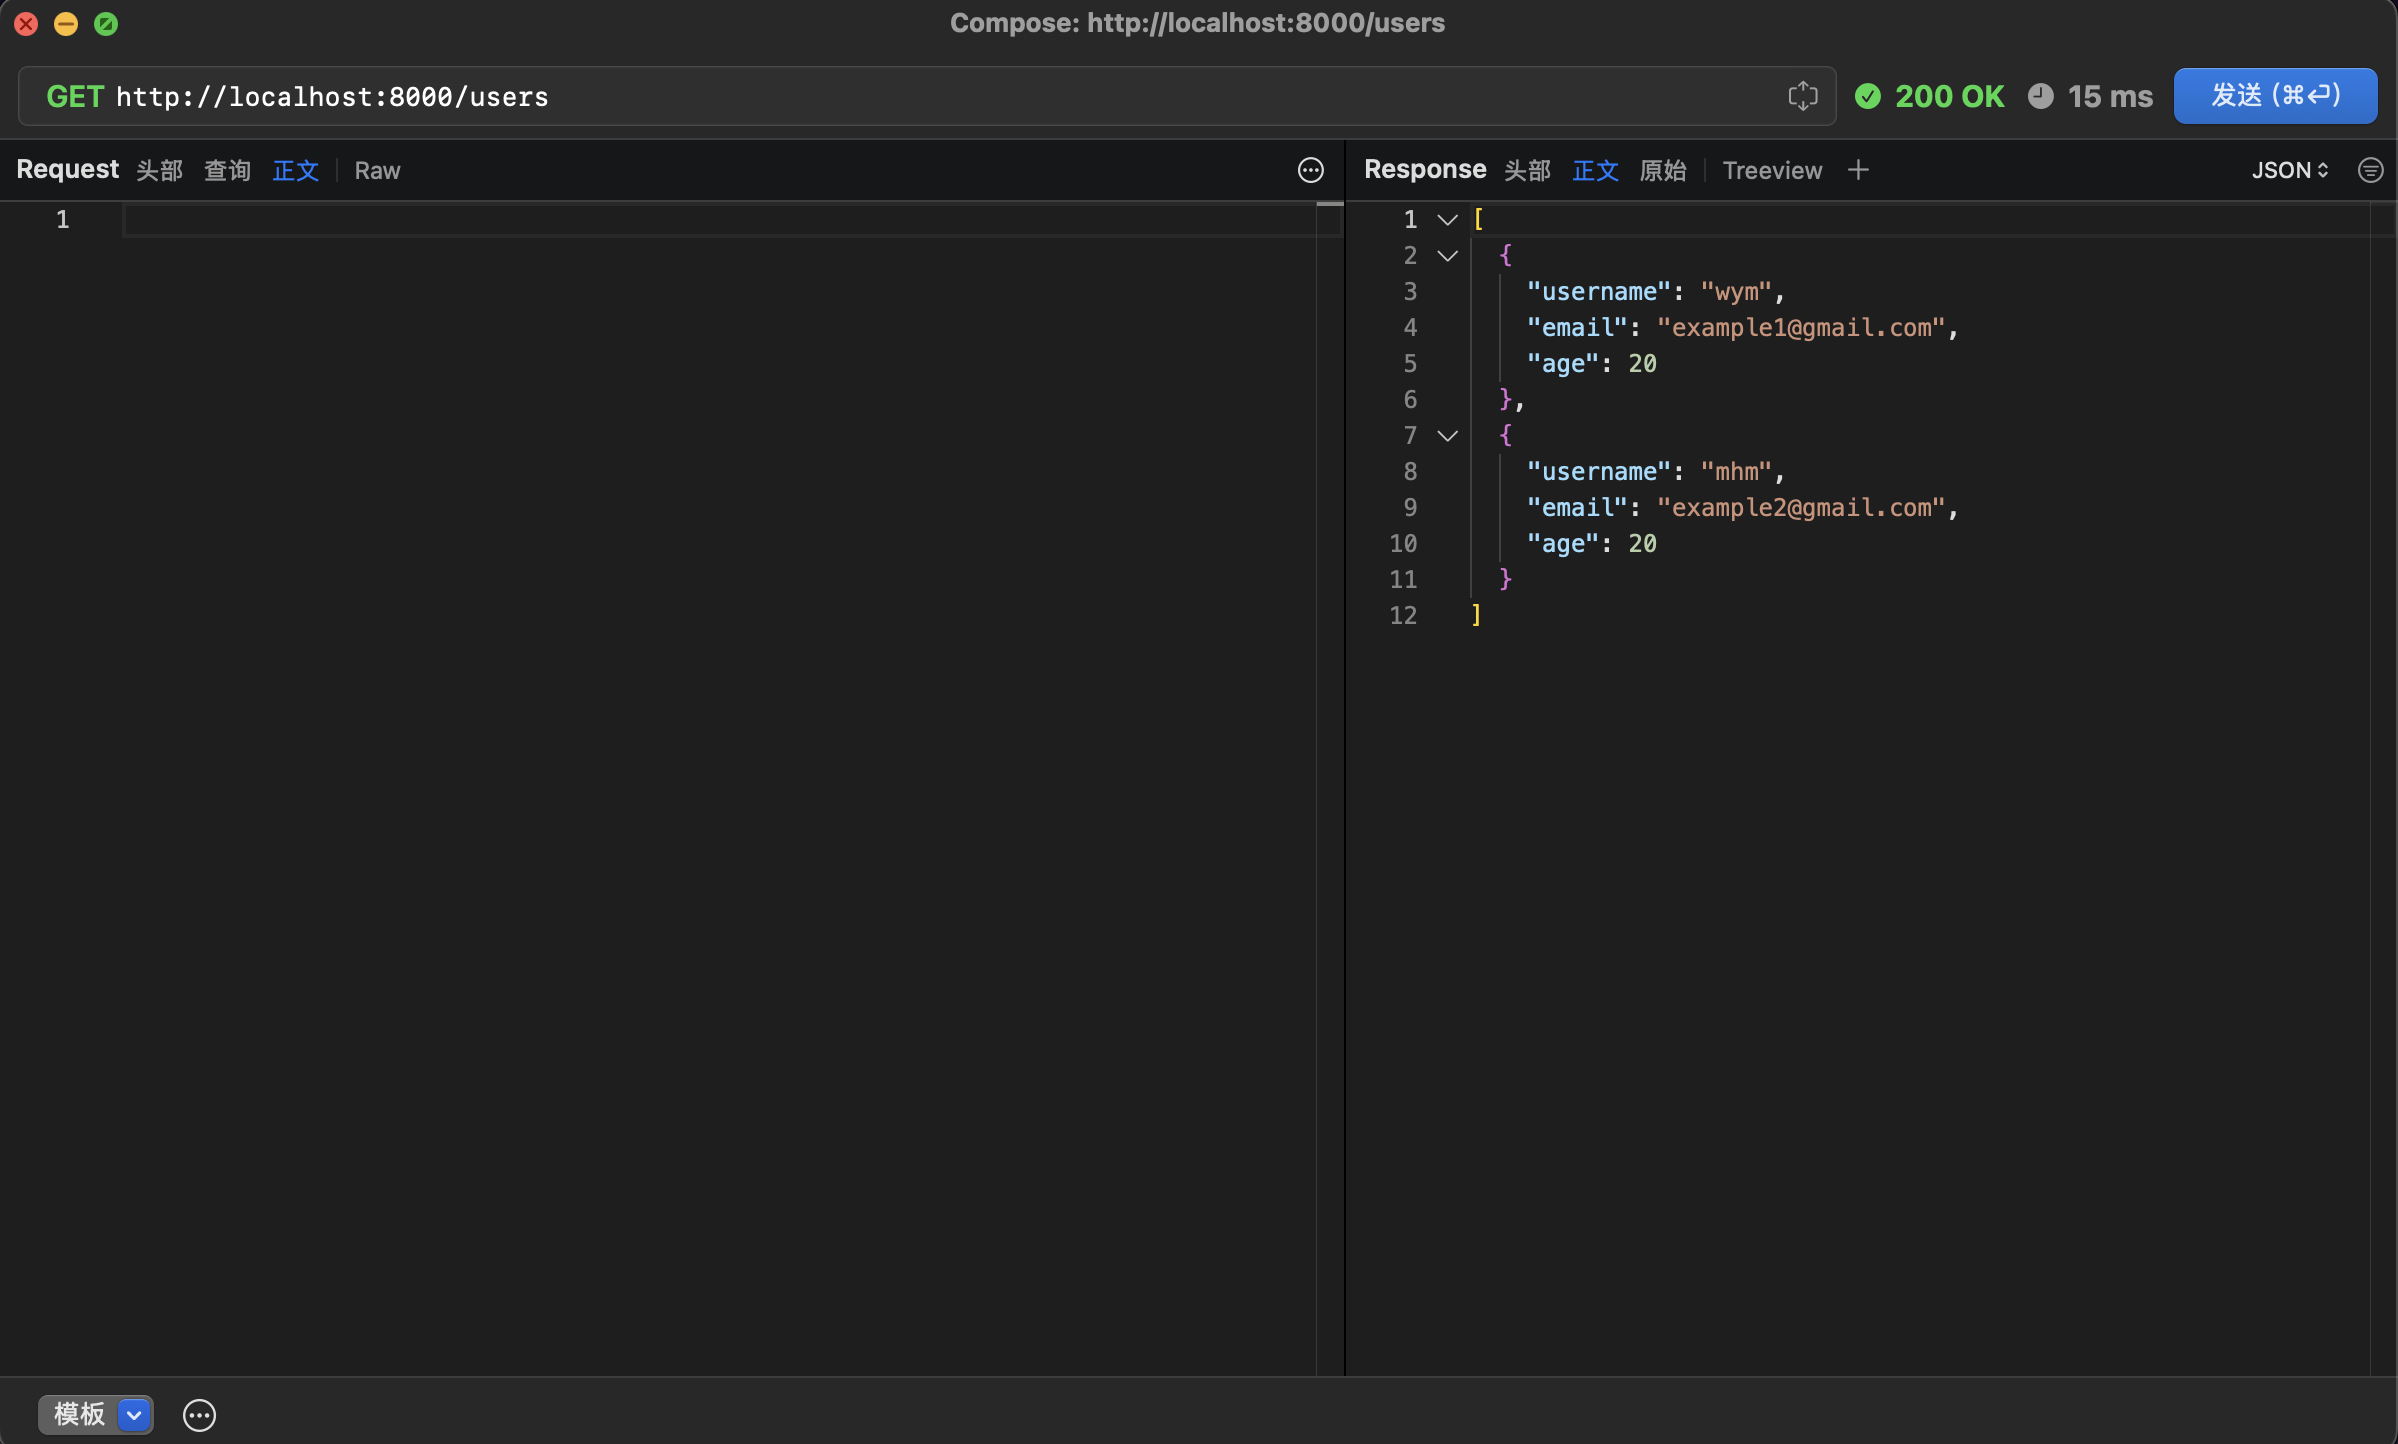 Compose: http://localhost:8000/users
GET http://localhost:8000/users
200 OK 15 ms 发送 (⌘⏎)
Request 头部 查询 正文 Raw
1
Response 头部 正文 原始 Treeview + JSON
1 [
2 {
3 "username": "wym",
4 "email": "example1@gmail.com",
5 "age": 20
6 },
7 {
8 "username": "mhm",
9 "email": "example2@gmail.com",
10 "age": 20
11 }
12 ]
模板